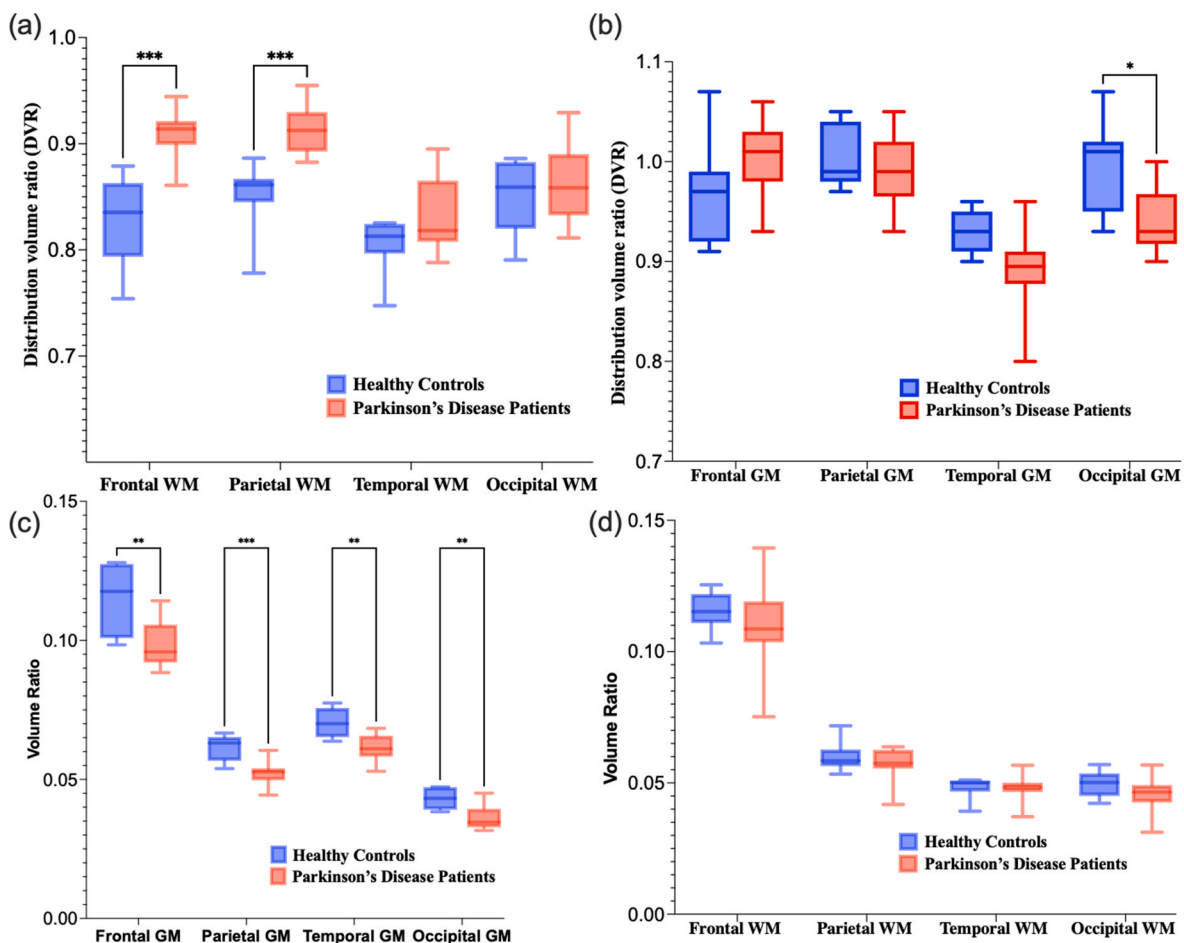 (a)
1.0
0.9
0.8
0.7
Distribution volume ratio (DVR)
***
***
Healthy Controls
Parkinson's Disease Patients
Frontal WM
Parietal WM
Temporal WM
Occipital WM
(b)
1.1
1.0
0.9
0.8
0.7
Distribution volume ratio (DVR)
*
Healthy Controls
Parkinson's Disease Patients
Frontal GM
Parietal GM
Temporal GM
Occipital GM
(c)
0.15
0.10
0.05
0.00
Volume Ratio
**
***
**
**
Healthy Controls
Parkinson's Disease Patients
Frontal GM
Parietal GM
Temporal GM
Occipital GM
(d)
0.15
0.10
0.05
0.00
Volume Ratio
Healthy Controls
Parkinson's Disease Patients
Frontal WM
Parietal WM
Temporal WM
Occipital WM